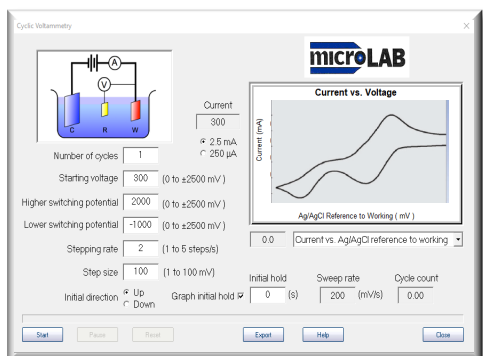 Cyclic Voltammetry
microLAB
A
V
C R W
Current
300
2.5 mA
250 µA
Current vs. Voltage
Current (mA)
Ag/AgCl Reference to Working ( mV )
Number of cycles 1
Starting voltage 300 (0 to ±2500 mV )
Higher switching potential 2000 (0 to ±2500 mV )
Lower switching potential -1000 (0 to ±2500 mV )
Stepping rate 2 (1 to 5 steps/s)
Step size 100 (1 to 100 mV)
Initial direction Up
Down
0.0 Current vs. Ag/AgCl reference to working
Graph initial hold
Initial hold
0 (s)
Sweep rate
200 (mV/s)
Cycle count
0.00
Start Pause Reset Export Help Close